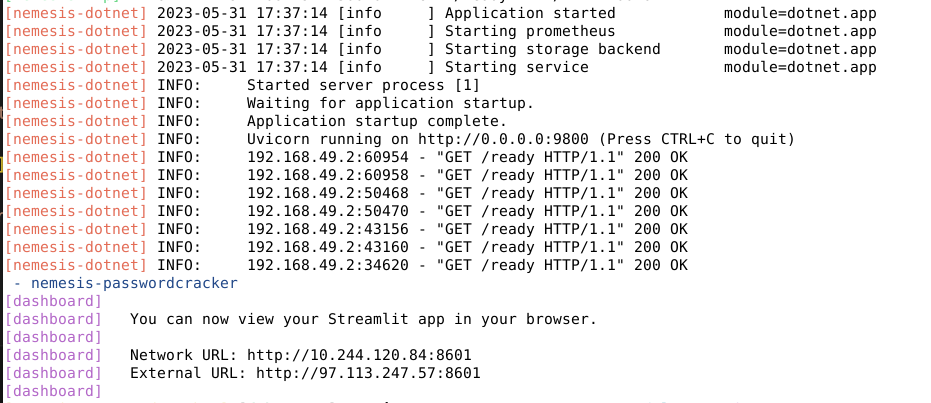 [nemesis-dotnet] 2023-05-31 17:37:14 [info     ] Application started            module=dotnet.app
[nemesis-dotnet] 2023-05-31 17:37:14 [info     ] Starting prometheus            module=dotnet.app
[nemesis-dotnet] 2023-05-31 17:37:14 [info     ] Starting storage backend       module=dotnet.app
[nemesis-dotnet] 2023-05-31 17:37:14 [info     ] Starting service               module=dotnet.app
[nemesis-dotnet] INFO:     Started server process [1]
[nemesis-dotnet] INFO:     Waiting for application startup.
[nemesis-dotnet] INFO:     Application startup complete.
[nemesis-dotnet] INFO:     Uvicorn running on http://0.0.0.0:9800 (Press CTRL+C to quit)
[nemesis-dotnet] INFO:     192.168.49.2:60954 - "GET /ready HTTP/1.1" 200 OK
[nemesis-dotnet] INFO:     192.168.49.2:60958 - "GET /ready HTTP/1.1" 200 OK
[nemesis-dotnet] INFO:     192.168.49.2:50468 - "GET /ready HTTP/1.1" 200 OK
[nemesis-dotnet] INFO:     192.168.49.2:50470 - "GET /ready HTTP/1.1" 200 OK
[nemesis-dotnet] INFO:     192.168.49.2:43156 - "GET /ready HTTP/1.1" 200 OK
[nemesis-dotnet] INFO:     192.168.49.2:43160 - "GET /ready HTTP/1.1" 200 OK
[nemesis-dotnet] INFO:     192.168.49.2:34620 - "GET /ready HTTP/1.1" 200 OK
 - nemesis-passwordcracker
[dashboard]
[dashboard]   You can now view your Streamlit app in your browser.
[dashboard]
[dashboard]   Network URL: http://10.244.120.84:8601
[dashboard]   External URL: http://97.113.247.57:8601
[dashboard]